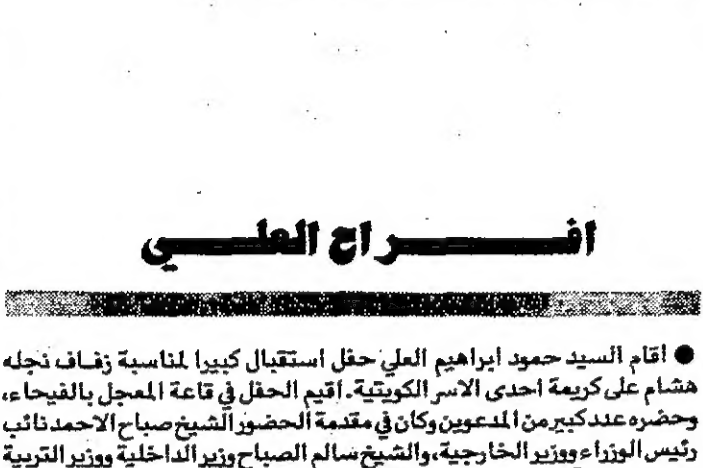 افـــراح العلـــي
● اقام السيد حمود ابراهيم العلي حفل استقبال كبيرا لمناسبة زفاف نجله
هشام على كريمة احدى الاسر الكويتية. اقيم الحفل في قاعة المعجل بالفيحاء،
وحضره عدد كبير من المدعوين وكان في مقدمة الحضور الشيخ صباح الاحمد نائب
رئيس الوزراء ووزير الخارجية، والشيخ سالم الصباح وزير الداخلية ووزير التربية